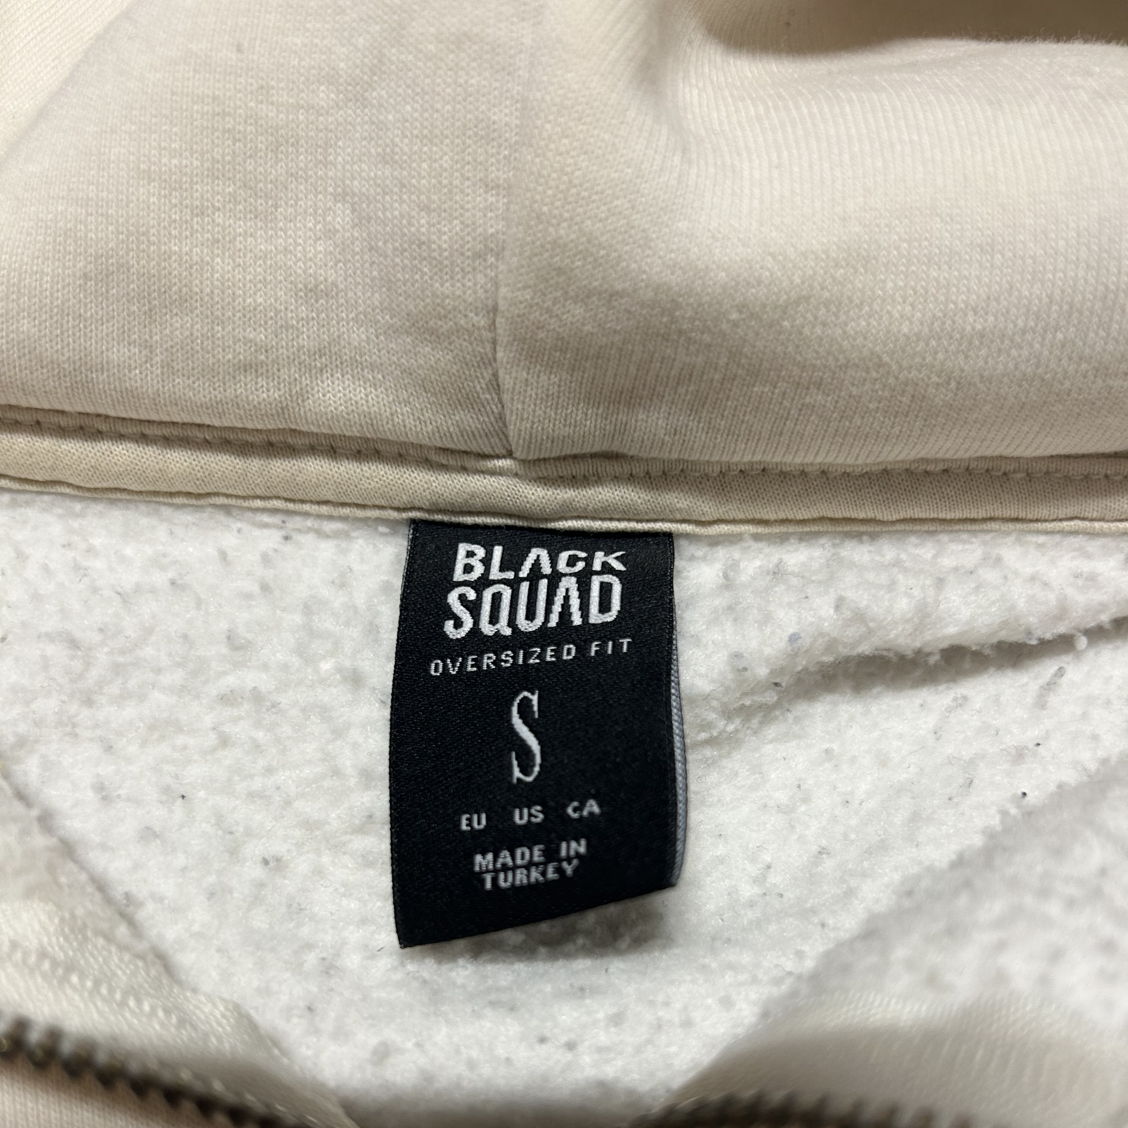 BLACK
SQUAD
OVERSIZED FIT
S
EU US CA
MADE IN
TURKEY